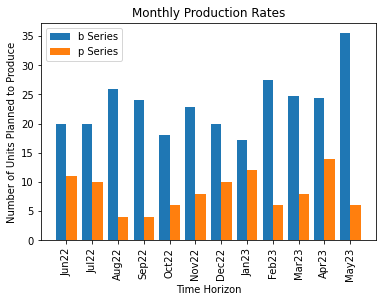 Monthly Production Rates
b Series
p Series
Number of Units Planned to Produce
35
30
25
20
15
10
5
0
Jun22
Jul22
Aug22
Sep22
Oct22
Nov22
Dec22
Jan23
Feb23
Mar23
Apr23
May23
Time Horizon